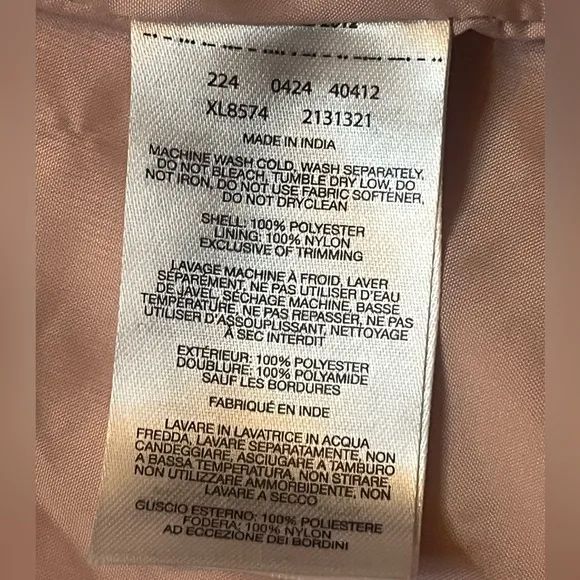 224 0424 40412
XL8574 2131321
MADE IN INDIA
MACHINE WASH COLD, WASH SEPARATELY,
DO NOT BLEACH, TUMBLE DRY LOW, DO
NOT IRON, DO NOT USE FABRIC SOFTENER,
DO NOT DRYCLEAN
SHELL: 100% POLYESTER
LINING: 100% NYLON
EXCLUSIVE OF TRIMMING
LAVAGE MACHINE À FROID, LAVER
SÉPARÉMENT, NE PAS UTILISER D'EAU
DE JAVEL, SÉCHAGE MACHINE, BASSE
TEMPÉRATURE, NE PAS REPASSER, NE PAS
UTILISER D'ASSOUPLISSANT, NETTOYAGE
À SEC INTERDIT
EXTÉRIEUR: 100% POLYESTER
DOUBLURE: 100% POLYAMIDE
SAUF LES BORDURES
FABRIQUÉ EN INDE
LAVARE IN LAVATRICE IN ACQUA
FREDDA, LAVARE SEPARATAMENTE, NON
CANDEGGIARE, ASCIUGARE A TAMBURO
A BASSA TEMPERATURA, NON STIRARE,
NON UTILIZZARE AMMORBIDENTE, NON
LAVARE A SECCO
GUSCIO ESTERNO: 100% POLIESTERE
FODERA: 100% NYLON
AD ECCEZIONE DEI BORDINI